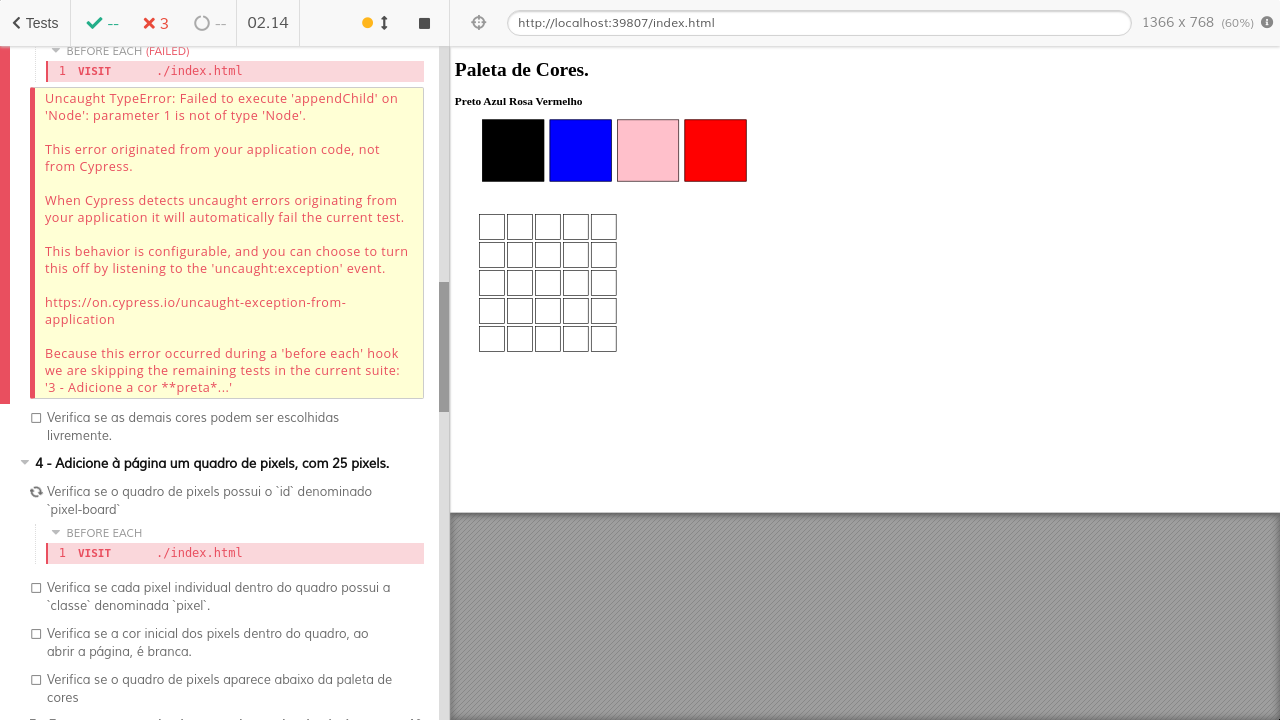 Tests
--
3
--
02.14
http://localhost:39807/index.html
1366 x 768 (60%)
BEFORE EACH (FAILED)
1 VISIT ./index.html
Uncaught TypeError: Failed to execute 'appendChild' on
'Node': parameter 1 is not of type 'Node'.
This error originated from your application code, not
from Cypress.
When Cypress detects uncaught errors originating from
your application it will automatically fail the current test.
This behavior is configurable, and you can choose to turn
this off by listening to the 'uncaught:exception' event.
https://on.cypress.io/uncaught-exception-from-
application
Because this error occurred during a 'before each' hook
we are skipping the remaining tests in the current suite:
'3 - Adicione a cor **preta*...'
Verifica se as demais cores podem ser escolhidas
livremente.
4 - Adicione à página um quadro de pixels, com 25 pixels.
Verifica se o quadro de pixels possui o `id` denominado
`pixel-board`
BEFORE EACH
1 VISIT ./index.html
Verifica se cada pixel individual dentro do quadro possui a
`classe` denominada `pixel`.
Verifica se a cor inicial dos pixels dentro do quadro, ao
abrir a página, é branca.
Verifica se o quadro de pixels aparece abaixo da paleta de
cores
Paleta de Cores.
Preto Azul Rosa Vermelho